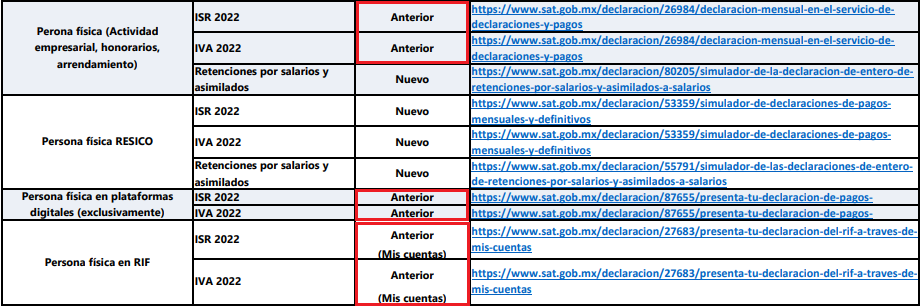 Perona física (Actividad
empresarial, honorarios,
arrendamiento)
ISR 2022
Anterior
https://www.sat.gob.mx/declaracion/26984/declaracion-mensual-en-el-servicio-de-
declaraciones-y-pagos
IVA 2022
Anterior
https://www.sat.gob.mx/declaracion/26984/declaracion-mensual-en-el-servicio-de-
declaraciones-y-pagos
Retenciones por salarios y
asimilados
Nuevo
https://www.sat.gob.mx/declaracion/80205/simulador-de-la-declaracion-de-entero-de-
retenciones-por-salarios-y-asimilados-a-salarios
Persona física RESICO
ISR 2022
Nuevo
https://www.sat.gob.mx/declaracion/53359/simulador-de-declaraciones-de-pagos-
mensuales-y-definitivos
IVA 2022
Nuevo
https://www.sat.gob.mx/declaracion/53359/simulador-de-declaraciones-de-pagos-
mensuales-y-definitivos
Retenciones por salarios y
asimilados
Nuevo
https://www.sat.gob.mx/declaracion/55791/simulador-de-las-declaraciones-de-entero-
de-retenciones-por-salarios-y-asimilados-a-salarios
Persona física en plataformas
digitales (exclusivamente)
ISR 2022
Anterior
https://www.sat.gob.mx/declaracion/87655/presenta-tu-declaracion-de-pagos-
IVA 2022
Anterior
https://www.sat.gob.mx/declaracion/87655/presenta-tu-declaracion-de-pagos-
Persona física en RIF
ISR 2022
Anterior
(Mis cuentas)
https://www.sat.gob.mx/declaracion/27683/presenta-tu-declaracion-del-rif-a-traves-de-
mis-cuentas
IVA 2022
Anterior
(Mis cuentas)
https://www.sat.gob.mx/declaracion/27683/presenta-tu-declaracion-del-rif-a-traves-de-
mis-cuentas